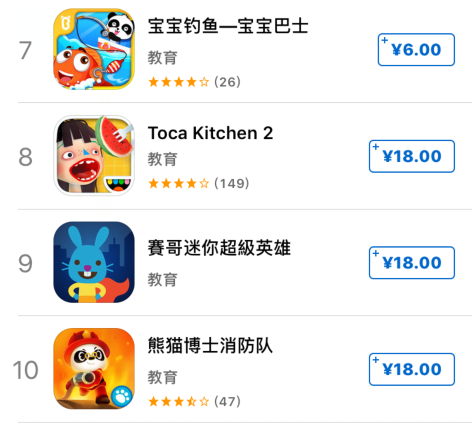 7
宝宝钓鱼—宝宝巴士
教育
★★★★☆ (26)
+ ¥6.00
8
Toca Kitchen 2
教育
★★★★☆ (149)
+ ¥18.00
9
賽哥迷你超級英雄
教育
+ ¥18.00
10
熊猫博士消防队
教育
(47)
+ ¥18.00